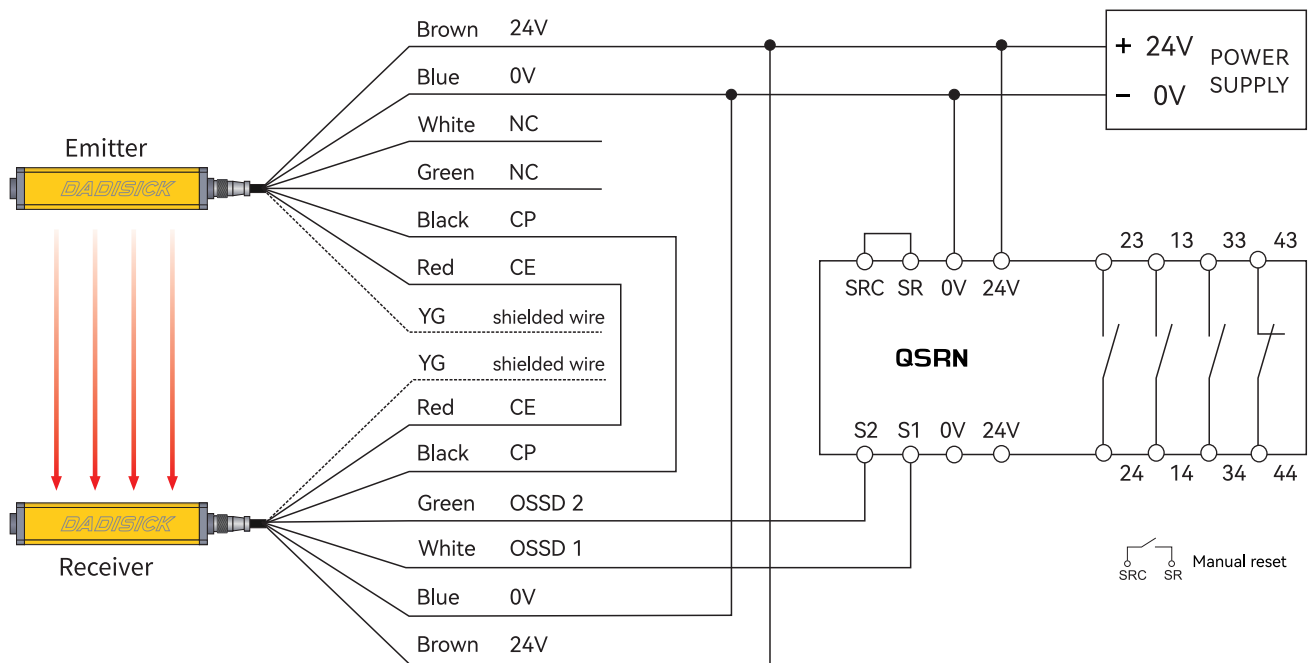 Brown 24V
Blue 0V
White NC
Green NC
Black CP
Red CE
YG shielded wire
YG shielded wire
Red CE
Black CP
Green OSSD 2
White OSSD 1
Blue 0V
Brown 24V
Emitter
DADISICK
DADISICK
Receiver
+ 24V
- 0V
POWER
SUPPLY
23 13 33 43
SRC SR 0V 24V
QSRN
S2 S1 0V 24V
24 14 34 44
SRC SR
Manual reset